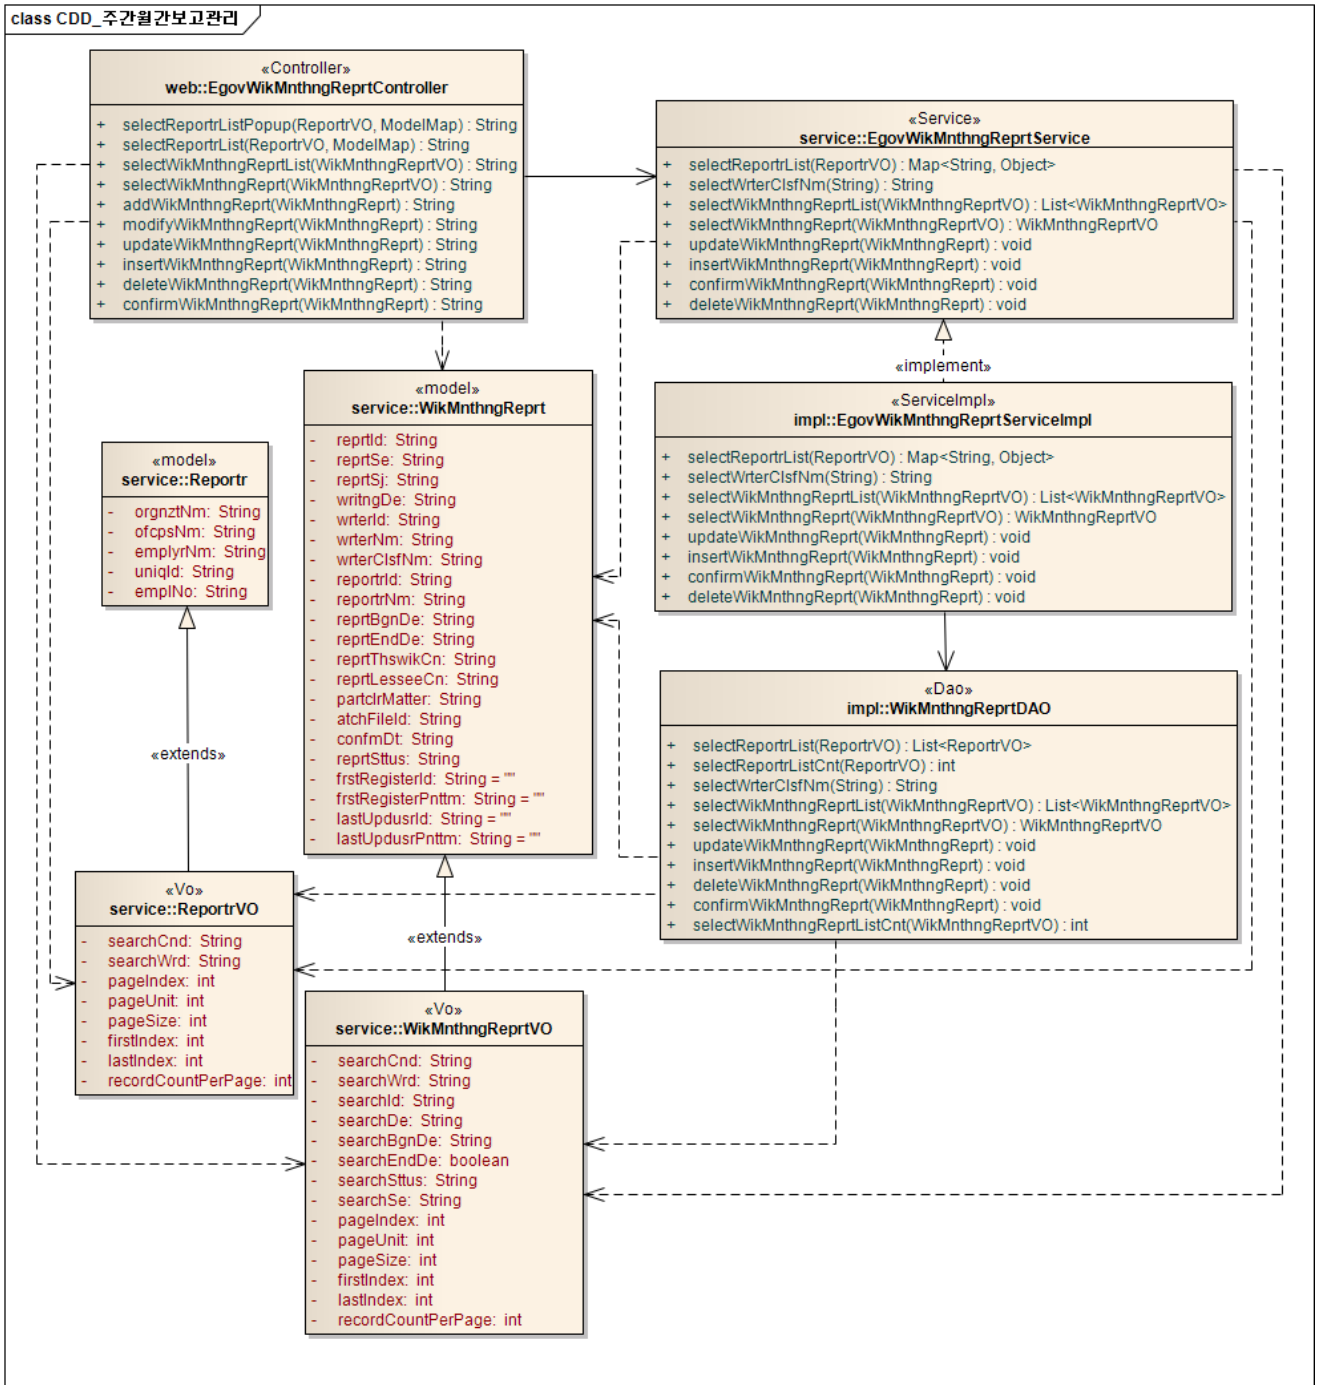 class CDD_주간월간보고관리
«Controller»
web::EgovWikMnthngReprtController
+ selectReportrListPopup(ReportrVO, ModelMap) : String
+ selectReportrList(ReportrVO, ModelMap) : String
+ selectWikMnthngReprtList(WikMnthngReprtVO) : String
+ selectWikMnthngReprt(WikMnthngReprtVO) : String
+ addWikMnthngReprt(WikMnthngReprt) : String
+ modifyWikMnthngReprt(WikMnthngReprt) : String
+ updateWikMnthngReprt(WikMnthngReprt) : String
+ insertWikMnthngReprt(WikMnthngReprt) : String
+ deleteWikMnthngReprt(WikMnthngReprt) : String
+ confirmWikMnthngReprt(WikMnthngReprt) : String
«Service»
service::EgovWikMnthngReprtService
+ selectReportrList(ReportrVO) : Map<String, Object>
+ selectWrterClsfNm(String) : String
+ selectWikMnthngReprtList(WikMnthngReprtVO) : List<WikMnthngReprtVO>
+ selectWikMnthngReprt(WikMnthngReprtVO) : WikMnthngReprtVO
+ updateWikMnthngReprt(WikMnthngReprt) : void
+ insertWikMnthngReprt(WikMnthngReprt) : void
+ confirmWikMnthngReprt(WikMnthngReprt) : void
+ deleteWikMnthngReprt(WikMnthngReprt) : void
«implement»
«ServiceImpl»
impl::EgovWikMnthngReprtServiceImpl
+ selectReportrList(ReportrVO) : Map<String, Object>
+ selectWrterClsfNm(String) : String
+ selectWikMnthngReprtList(WikMnthngReprtVO) : List<WikMnthngReprtVO>
+ selectWikMnthngReprt(WikMnthngReprtVO) : WikMnthngReprtVO
+ updateWikMnthngReprt(WikMnthngReprt) : void
+ insertWikMnthngReprt(WikMnthngReprt) : void
+ confirmWikMnthngReprt(WikMnthngReprt) : void
+ deleteWikMnthngReprt(WikMnthngReprt) : void
«model»
service::WikMnthngReprt
- reprtId: String
- reprtSe: String
- reprtSj: String
- writngDe: String
- wrterId: String
- wrterNm: String
- wrterClsfNm: String
- reportrId: String
- reportrNm: String
- reprtBgnDe: String
- reprtEndDe: String
- reprtThswikCn: String
- reprtLesseeCn: String
- partclrMatter: String
- atchFileId: String
- confmDt: String
- reprtSttus: String
- frstRegisterId: String = ""
- frstRegisterPnttm: String = ""
- lastUpdusrId: String = ""
- lastUpdusrPnttm: String = ""
«model»
service::Reportr
- orgnztNm: String
- ofcpsNm: String
- emplyrNm: String
- uniqId: String
- emplNo: String
«extends»
«Dao»
impl::WikMnthngReprtDAO
+ selectReportrList(ReportrVO) : List<ReportrVO>
+ selectReportrListCnt(ReportrVO) : int
+ selectWrterClsfNm(String) : String
+ selectWikMnthngReprtList(WikMnthngReprtVO) : List<WikMnthngReprtVO>
+ selectWikMnthngReprt(WikMnthngReprtVO) : WikMnthngReprtVO
+ updateWikMnthngReprt(WikMnthngReprt) : void
+ insertWikMnthngReprt(WikMnthngReprt) : void
+ deleteWikMnthngReprt(WikMnthngReprt) : void
+ confirmWikMnthngReprt(WikMnthngReprt) : void
+ selectWikMnthngReprtListCnt(WikMnthngReprtVO) : int
«Vo»
service::ReportrVO
- searchCnd: String
- searchWrd: String
- pageIndex: int
- pageUnit: int
- pageSize: int
- firstIndex: int
- lastIndex: int
- recordCountPerPage: int
«extends»
«Vo»
service::WikMnthngReprtVO
- searchCnd: String
- searchWrd: String
- searchId: String
- searchDe: String
- searchBgnDe: String
- searchEndDe: boolean
- searchSttus: String
- searchSe: String
- pageIndex: int
- pageUnit: int
- pageSize: int
- firstIndex: int
- lastIndex: int
- recordCountPerPage: int